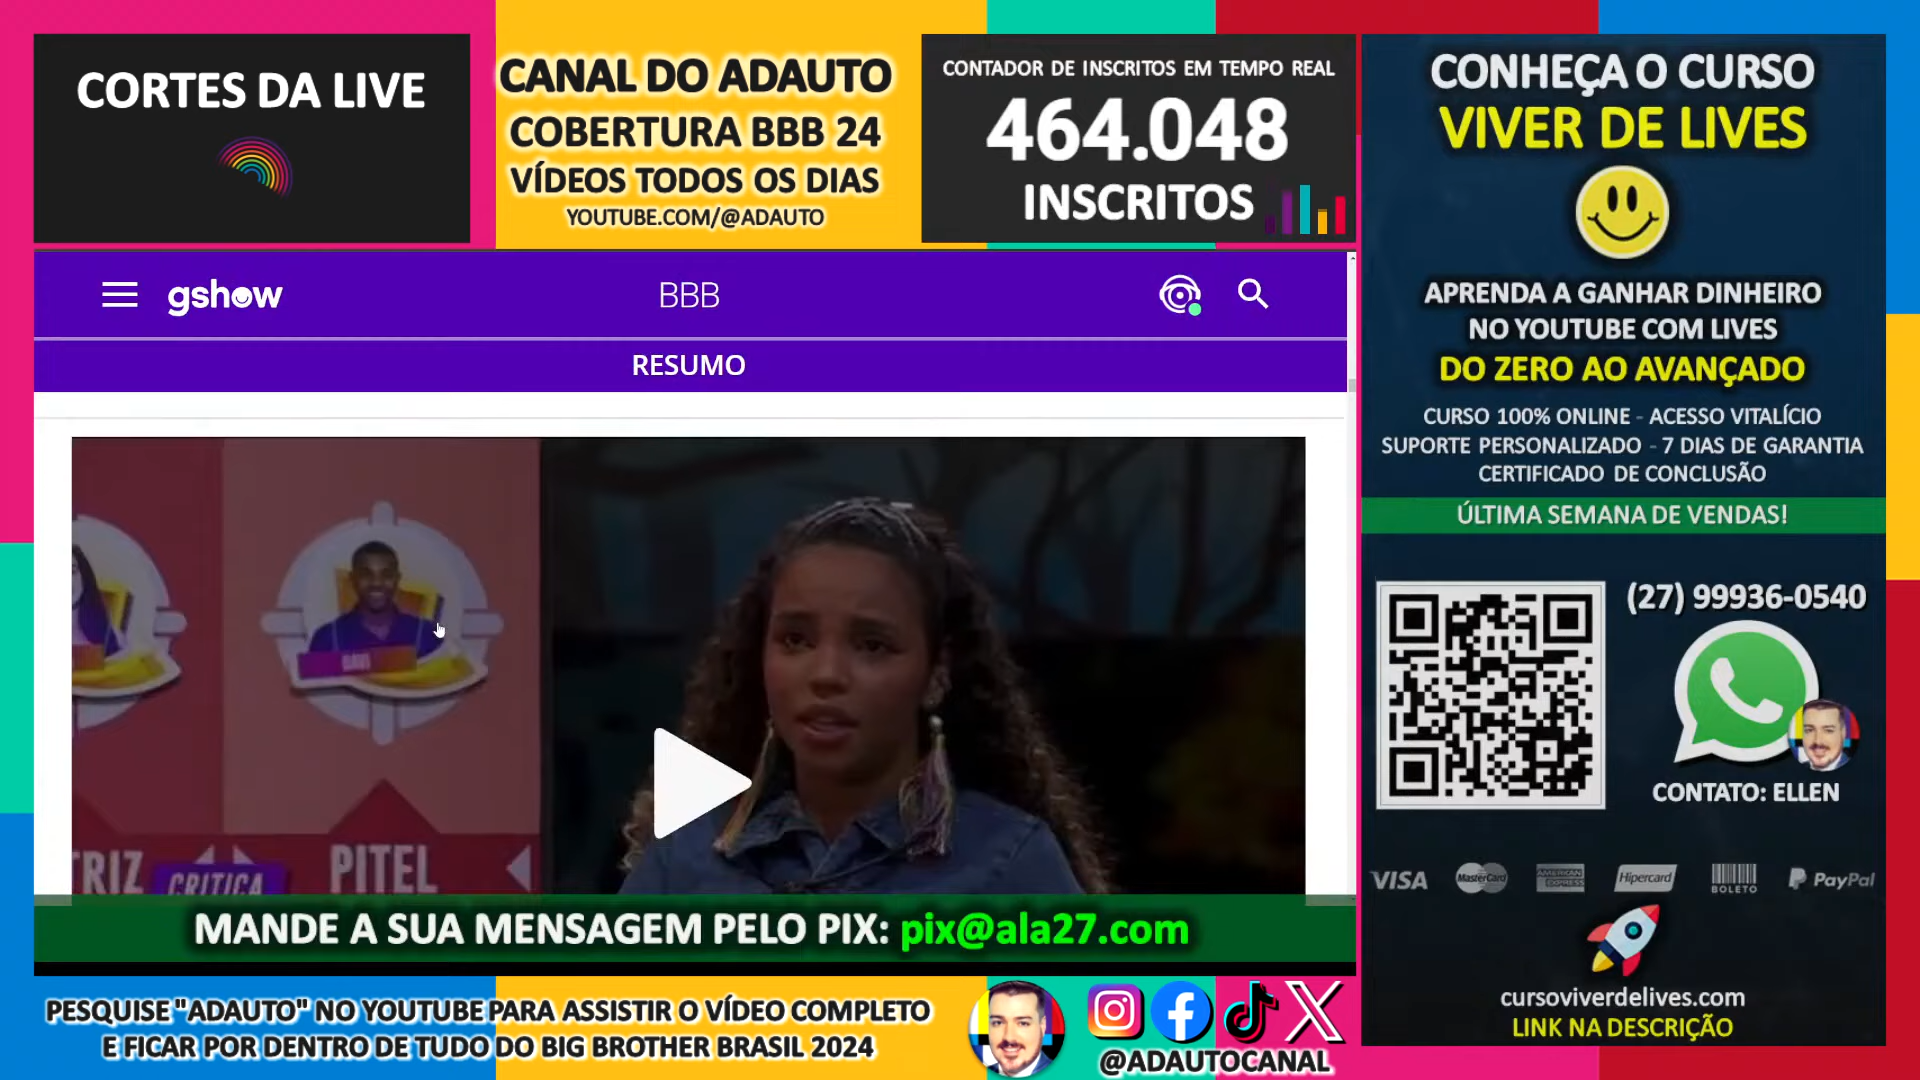 CORTES DA LIVE
CANAL DO ADAUTO
COBERTURA BBB 24
VÍDEOS TODOS OS DIAS
YOUTUBE.COM/@ADAUTO
CONTADOR DE INSCRITOS EM TEMPO REAL
464.048
INSCRITOS
CONHEÇA O CURSO
VIVER DE LIVES
APRENDA A GANHAR DINHEIRO
NO YOUTUBE COM LIVES
DO ZERO AO AVANÇADO
CURSO 100% ONLINE - ACESSO VITALÍCIO
SUPORTE PERSONALIZADO - 7 DIAS DE GARANTIA
CERTIFICADO DE CONCLUSÃO
ÚLTIMA SEMANA DE VENDAS!
(27) 99936-0540
CONTATO: ELLEN
VISA MasterCard AMERICAN EXPRESS Hipercard BOLETO PayPal
cursoviverdelives.com
LINK NA DESCRIÇÃO
gshow BBB
RESUMO
DAVI
TRIZ CRITICA PITEL
MANDE A SUA MENSAGEM PELO PIX: pix@ala27.com
PESQUISE "ADAUTO" NO YOUTUBE PARA ASSISTIR O VÍDEO COMPLETO
E FICAR POR DENTRO DE TUDO DO BIG BROTHER BRASIL 2024
@ADAUTOCANAL